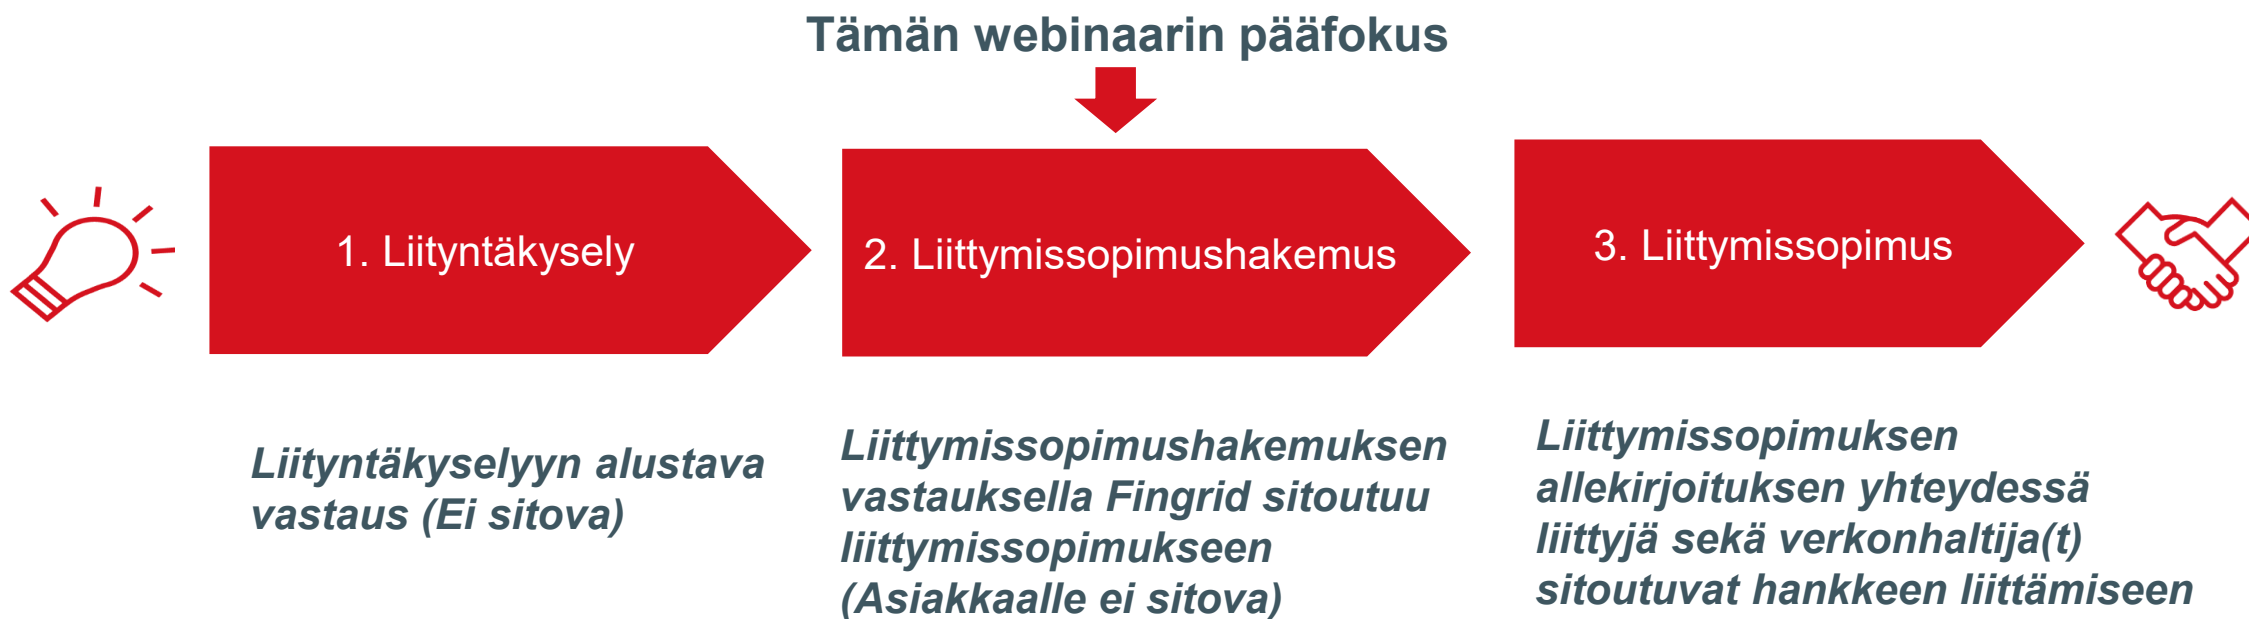 Tämän webinaarin pääfokus
1. Liityntäkysely
2. Liittymissopimushakemus
3. Liittymissopimus
Liityntäkyselyyn alustava
vastaus (Ei sitova)
Liittymissopimushakemuksen
vastauksella Fingrid sitoutuu
liittymissopimukseen
(Asiakkaalle ei sitova)
Liittymissopimuksen
allekirjoituksen yhteydessä
liittyjä sekä verkonhaltija(t)
sitoutuvat hankkeen liittämiseen